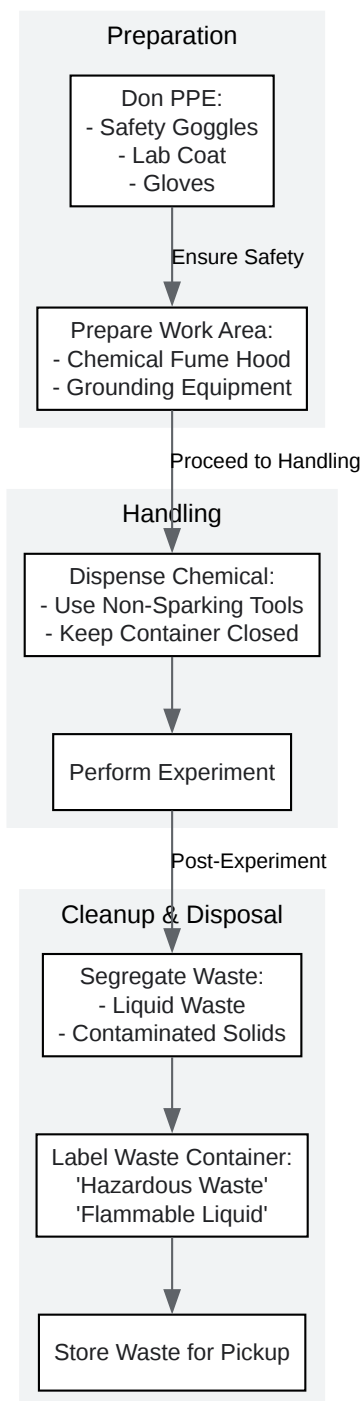 Preparation
Don PPE:
- Safety Goggles
- Lab Coat
- Gloves
Ensure Safety
Prepare Work Area:
- Chemical Fume Hood
- Grounding Equipment
Proceed to Handling
Handling
Dispense Chemical:
- Use Non-Sparking Tools
- Keep Container Closed
Perform Experiment
Post-Experiment
Cleanup & Disposal
Segregate Waste:
- Liquid Waste
- Contaminated Solids
Label Waste Container:
'Hazardous Waste'
'Flammable Liquid'
Store Waste for Pickup